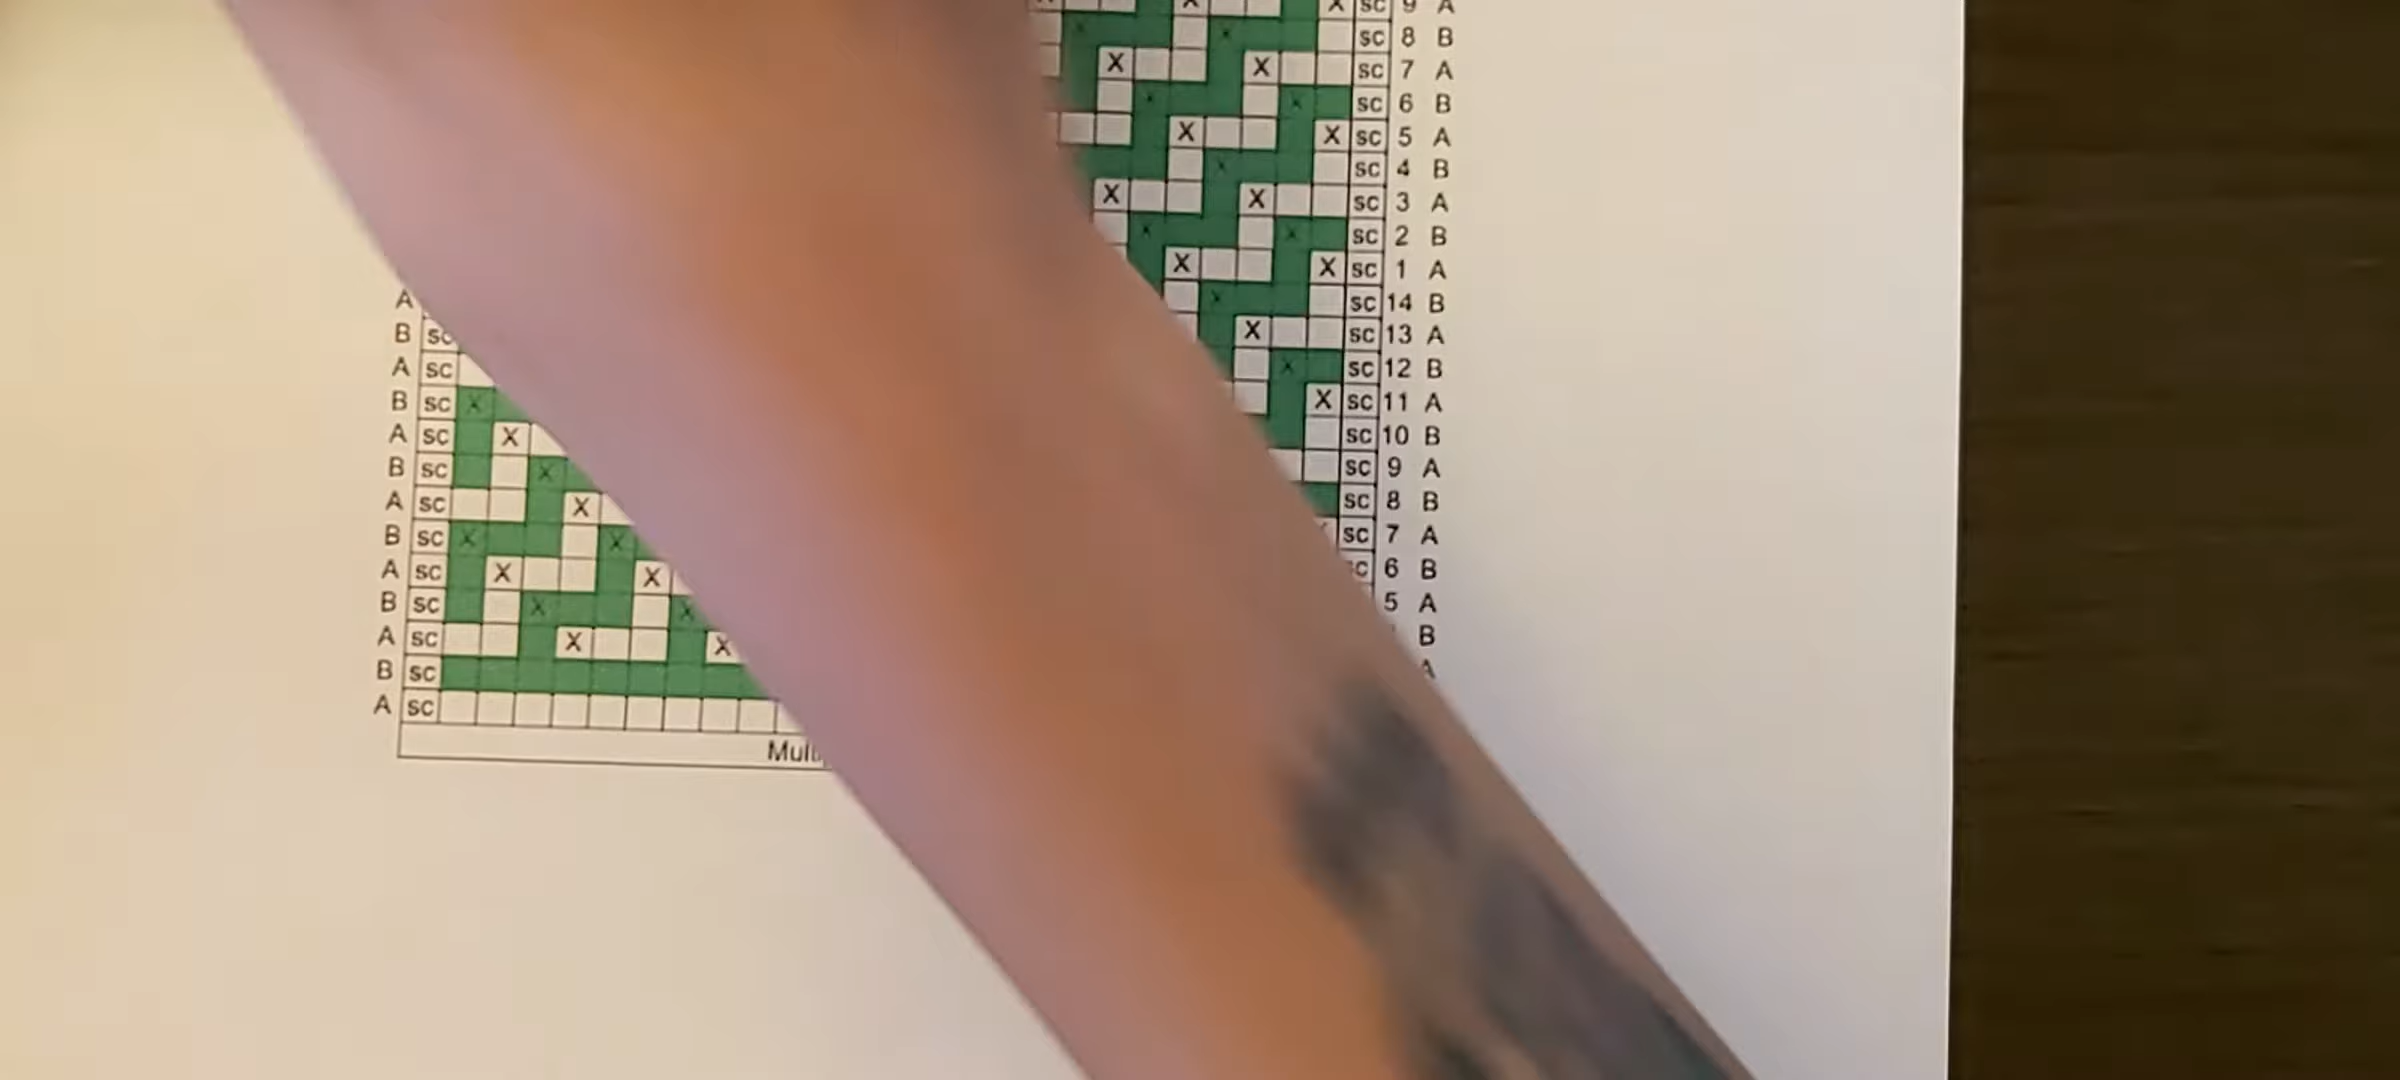 X X sc 9 A
sc 8 B
X X sc 7 A
X X sc 6 B
X X sc 5 A
X sc 4 B
X X sc 3 A
X X sc 2 B
X X sc 1 A
A X sc 14 B
B sc X sc 13 A
A sc X sc 12 B
B sc X X sc 11 A
A sc X sc 10 B
B sc X sc 9 A
A sc X sc 8 B
B sc X X sc 7 A
A sc X X 6 B
B sc X X 5 A
A sc X X B
B sc A
A sc